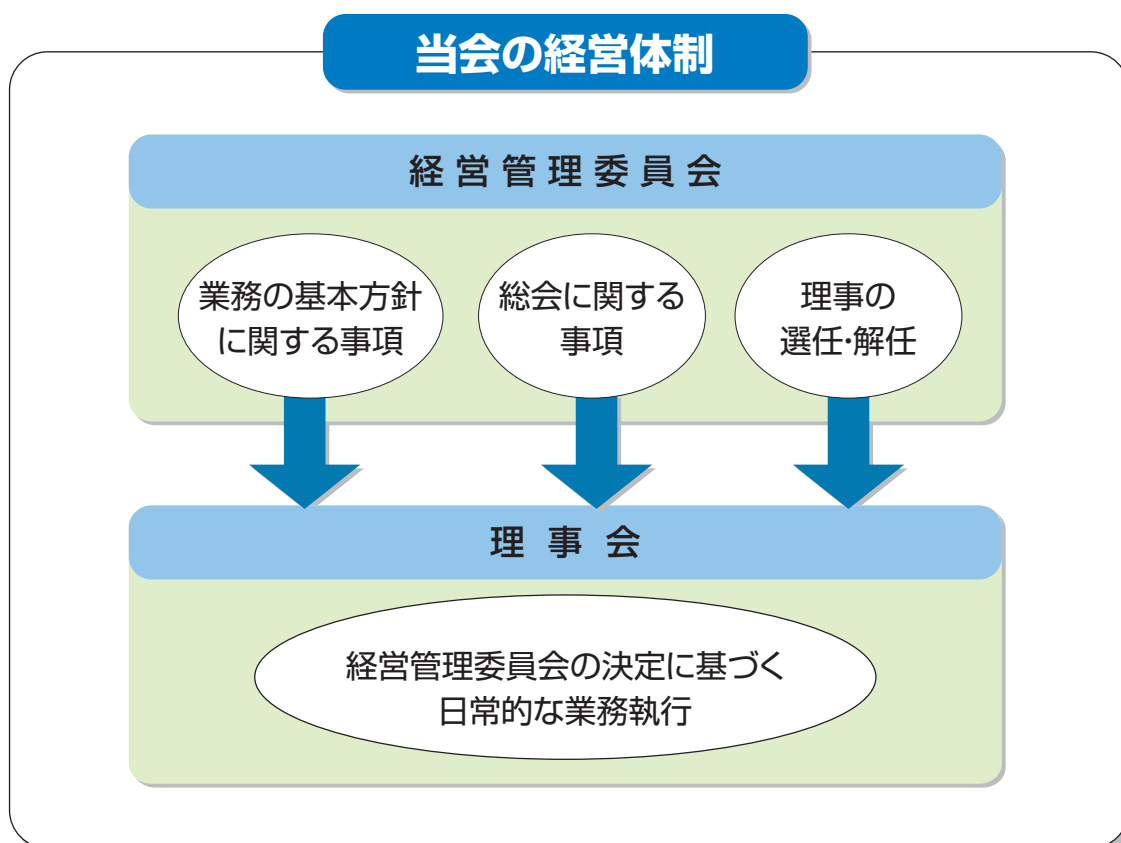 当会の経営体制
経営管理委員会
業務の基本方針
に関する事項
総会に関する
事項
理事の
選任・解任
理事会
経営管理委員会の決定に基づく
日常的な業務執行